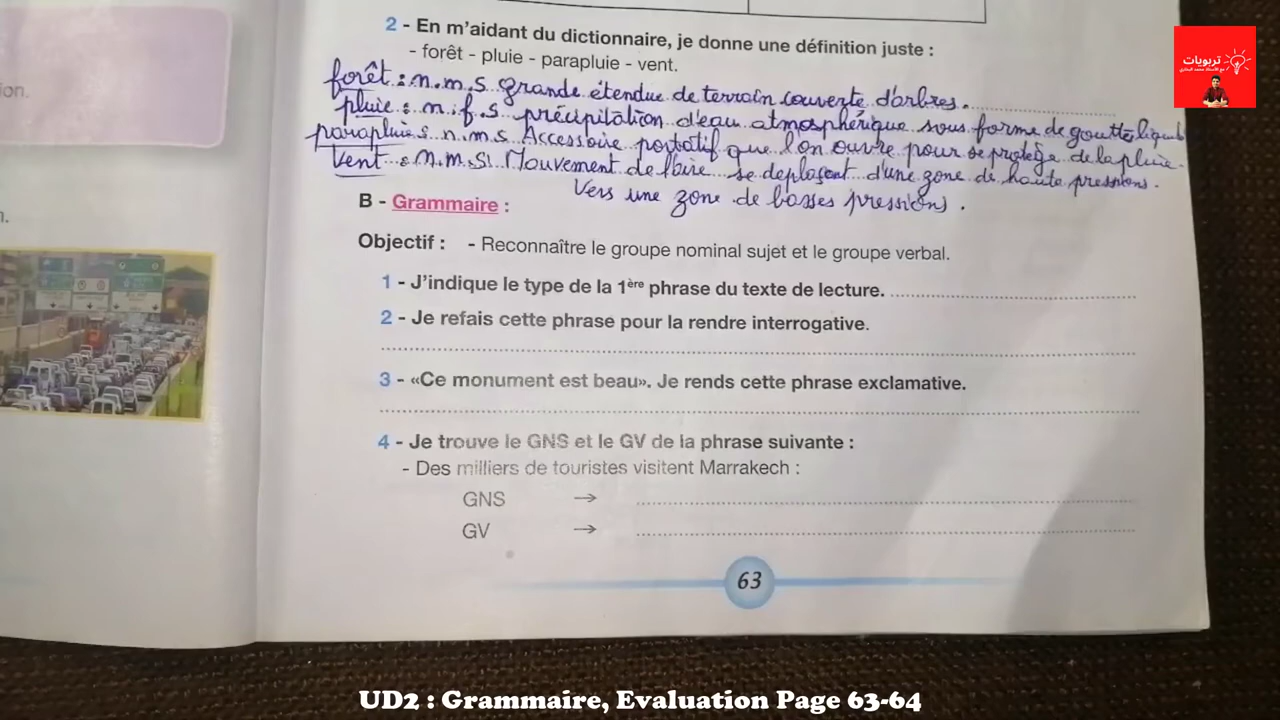 2 - En m'aidant du dictionnaire, je donne une définition juste :
- forêt - pluie - parapluie - vent.
forêt : n.m.s. grande étendue de terrain couverte d'arbres.
pluie : n.f.s précipitation d'eau atmosphérique sous forme de
parapluie n.m.s Accessoire portatif que l'on ouvre pour se protège de la pluie.
Vent : n.m.s Mouvement de se deplaçent d'une zone de haute pressions.
Vers une zone de basses pressions.
B - Grammaire :
Objectif : - Reconnaître le groupe nominal sujet et le groupe verbal.
1 - J'indique le type de la 1ère phrase du texte de lecture.
2 - Je refais cette phrase pour la rendre interrogative.
3 - «Ce monument est beau». Je rends cette phrase exclamative.
4 - Je trouve le GNS et le GV de la phrase suivante :
- Des milliers de touristes visitent Marrakech :
GNS →
GV →
63
on.
تربويات
UD2 : Grammaire, Evaluation Page 63-64